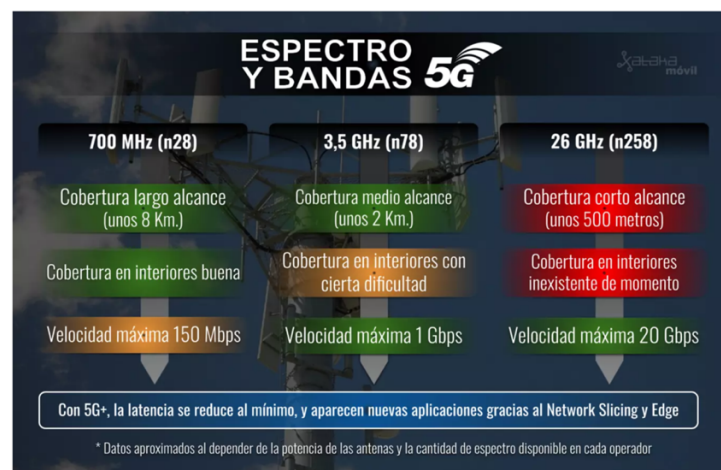 ESPECTRO
Y BANDAS 5G
xataka
móvil
700 MHz (n28)
3,5 GHz (n78)
26 GHz (n258)
Cobertura largo alcance
(unos 8 Km.)
Cobertura medio alcance
(unos 2 Km.)
Cobertura corto alcance
(unos 500 metros)
Cobertura en interiores buena
Cobertura en interiores con
cierta dificultad
Cobertura en interiores
inexistente de momento
Velocidad máxima 150 Mbps
Velocidad máxima 1 Gbps
Velocidad máxima 20 Gbps
Con 5G+, la latencia se reduce al mínimo, y aparecen nuevas aplicaciones gracias al Network Slicing y Edge
* Datos aproximados al depender de la potencia de las antenas y la cantidad de espectro disponible en cada operador